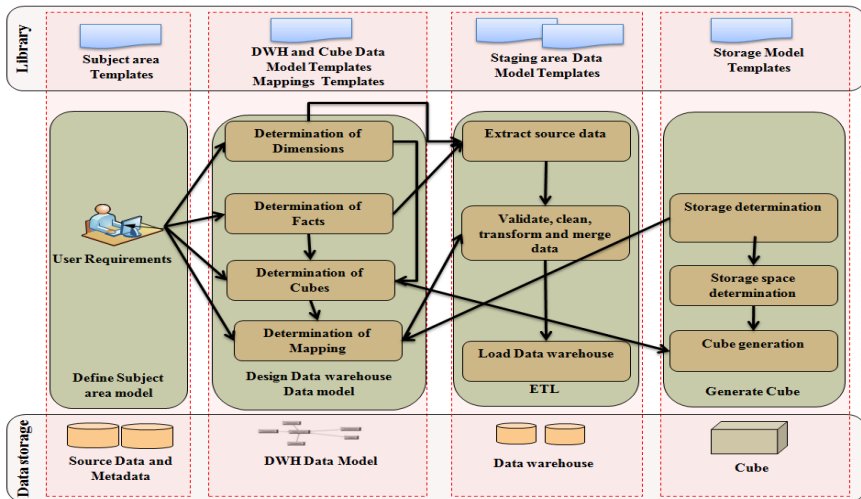 Library
Subject area
Templates
DWH and Cube Data
Model Templates
Mappings Templates
Staging area Data
Model Templates
Storage Model
Templates
User Requirements
Define Subject
area model
Determination of
Dimensions
Determination of
Facts
Determination of
Cubes
Determination of
Mapping
Design Data warehouse
Data model
Extract source data
Validate, clean,
transform and merge
data
Load Data warehouse
ETL
Storage determination
Storage space
determination
Cube generation
Generate Cube
Data storage
Source Data and
Metadata
DWH Data Model
Data warehouse
Cube